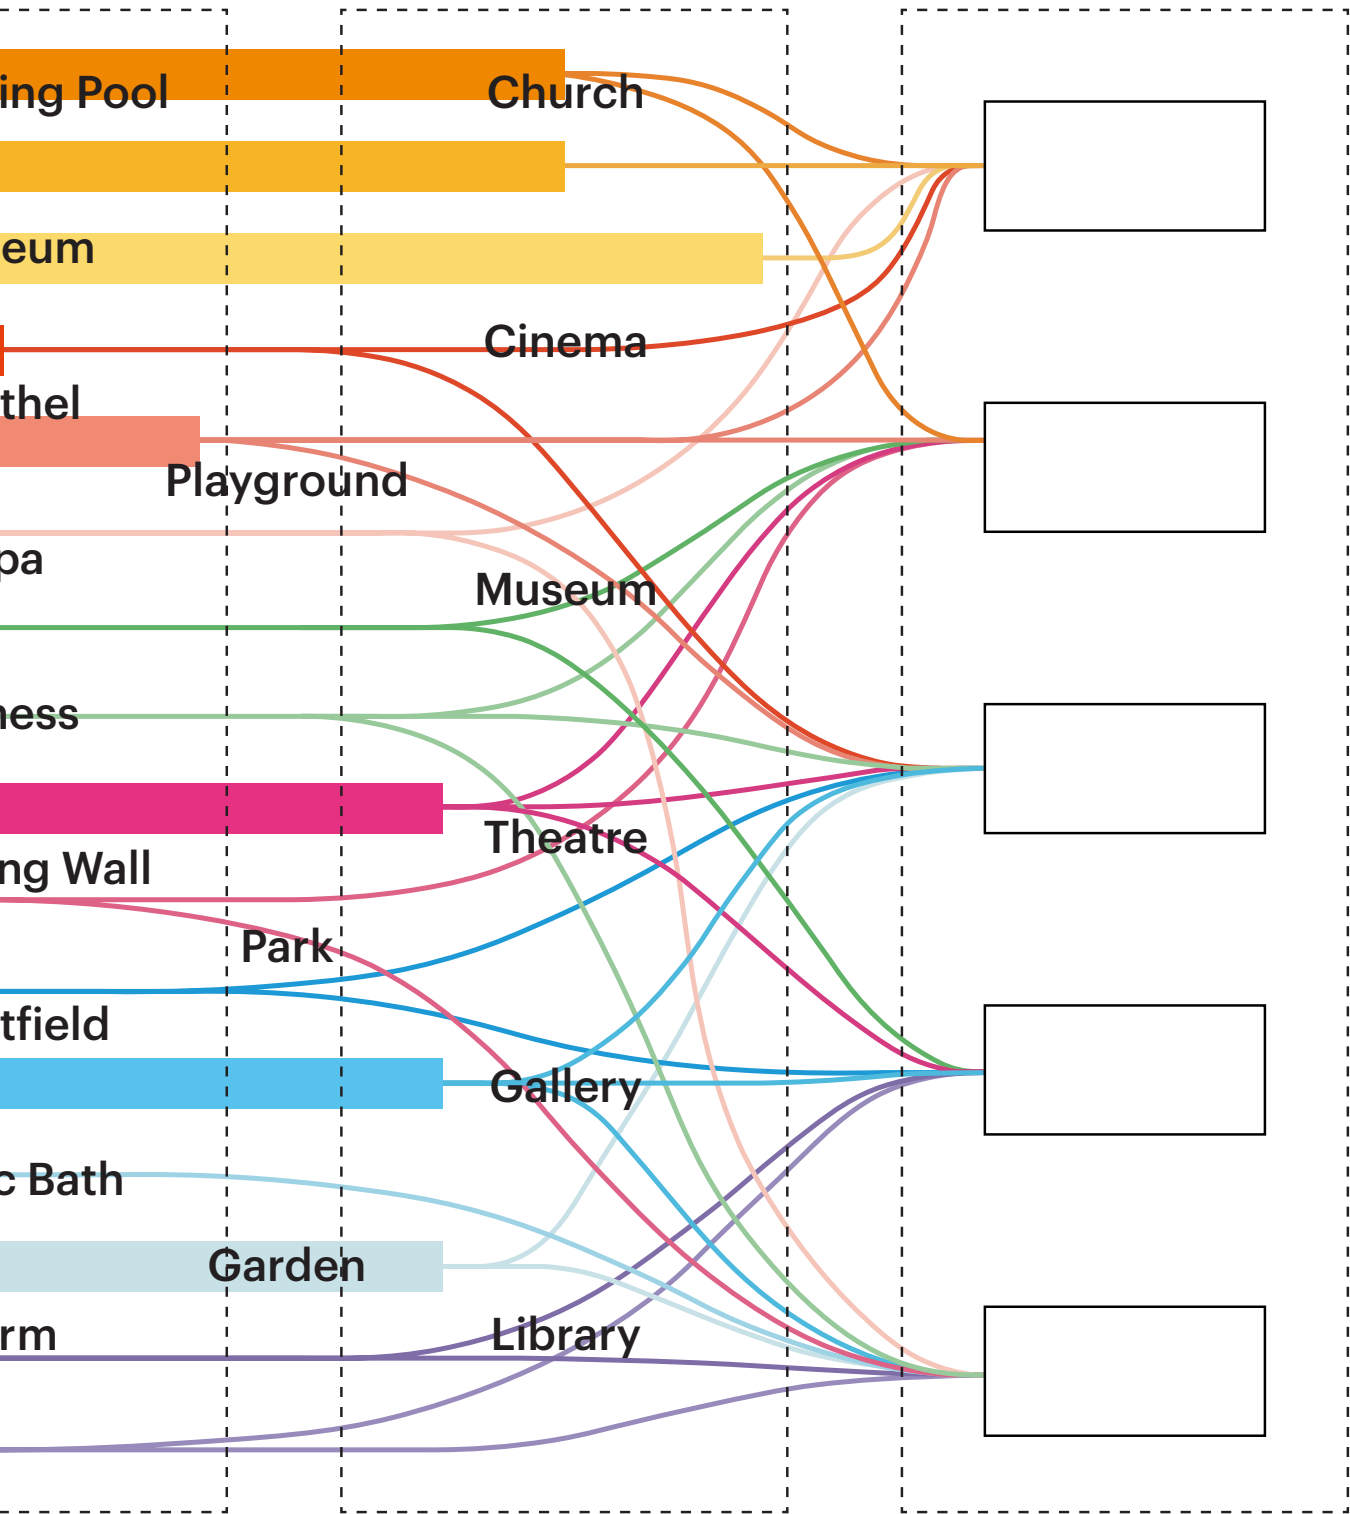 ing Pool
Church
eum
Cinema
thel
Playground
pa
Museum
ness
Theatre
ng Wall
Park
tfield
Gallery
c Bath
Garden
rm
Library